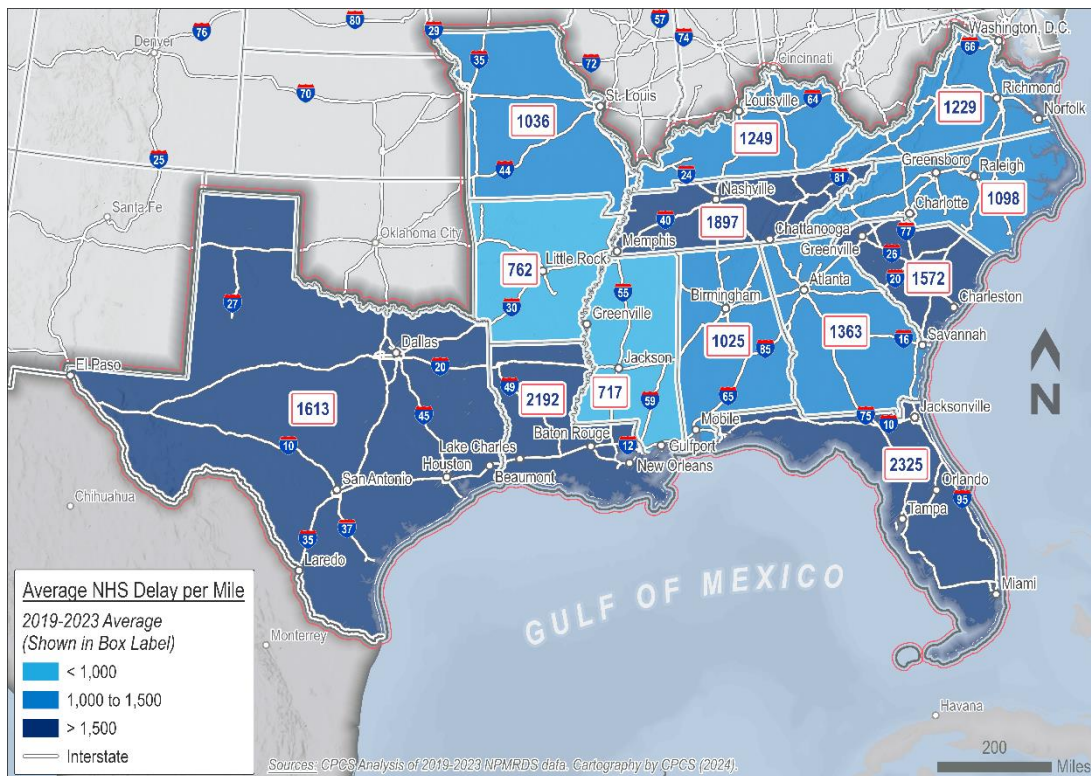 76
80
29
35
57
74
72
Denver
Cincinnati
Washington, D.C.
66
70
25
44
St. Louis
1036
Louisville
64
1249
1229
Richmond
Norfolk
24
81
Greensboro
Raleigh
1098
Santa Fe
Oklahoma City
40
Nashville
1897
Memphis
Chattanooga
Charlotte
77
Greenville
26
20
1572
Charleston
762
Little Rock
30
55
Greenville
Birmingham
Atlanta
1025
85
1363
16
Savannah
27
El Paso
Dallas
20
49
2192
Jackson
717
59
65
Mobile
75
10
Jacksonville
N
1613
45
10
Lake Charles
Baton Rouge
12
Gulfport
Houston
Beaumont
New Orleans
2325
Orlando
95
Tampa
San Antonio
Chihuahua
35
37
Laredo
Miami
Monterrey
GULF OF MEXICO
Havana
Average NHS Delay per Mile
2019-2023 Average
(Shown in Box Label)
< 1,000
1,000 to 1,500
> 1,500
Interstate
Sources: CPCS Analysis of 2019-2023 NPMRDS data. Cartography by CPCS (2024).
200
Miles